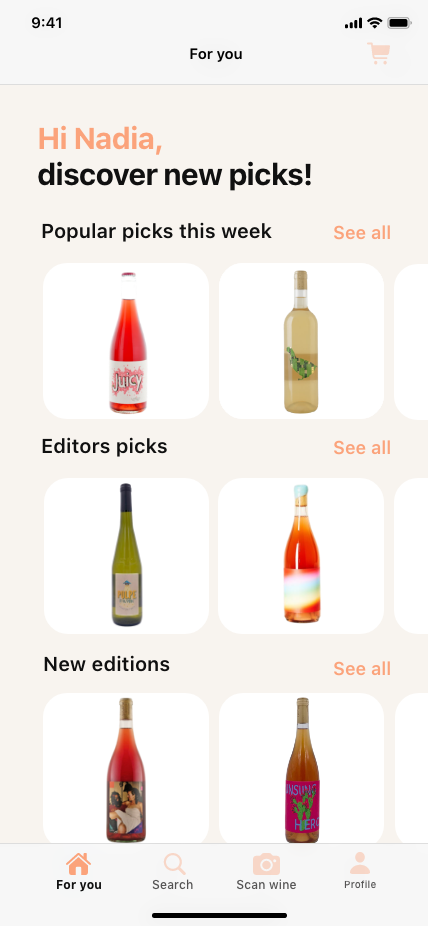 9:41
For you
Hi Nadia,
discover new picks!
Popular picks this week
See all
Juicy
Editors picks
See all
New editions
See all
UNSUNG
HERO
For you
Search
Scan wine
Profile